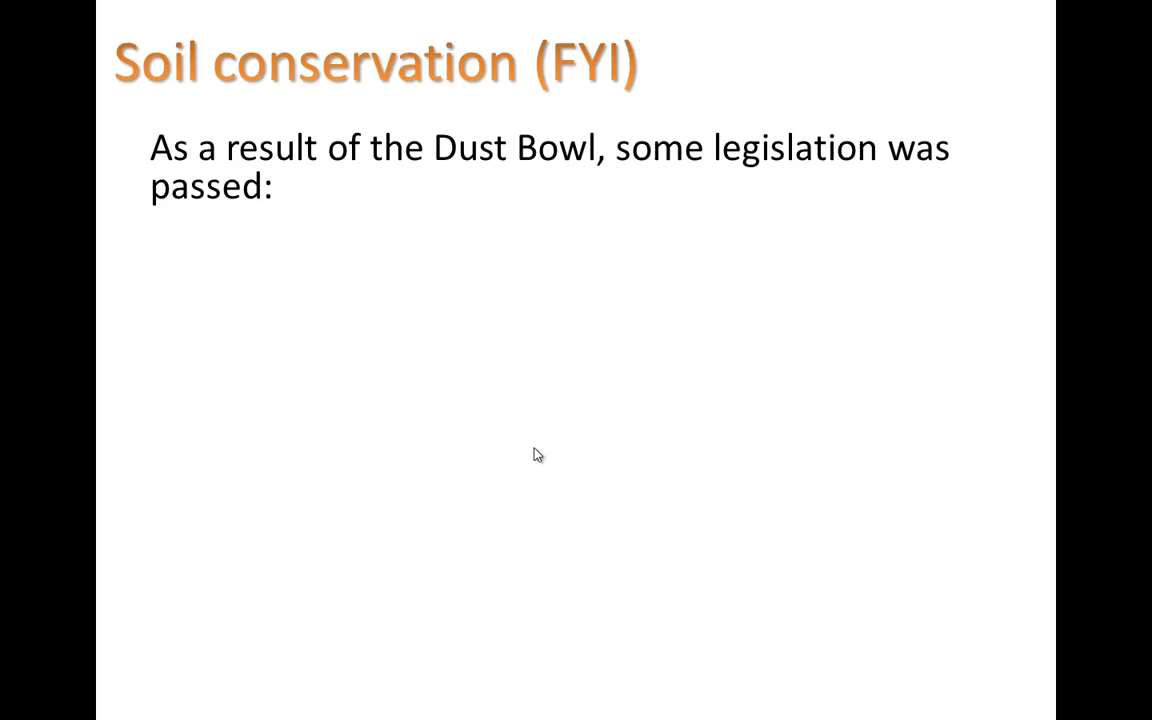 Soil conservation (FYI)
As a result of the Dust Bowl, some legislation was
passed: